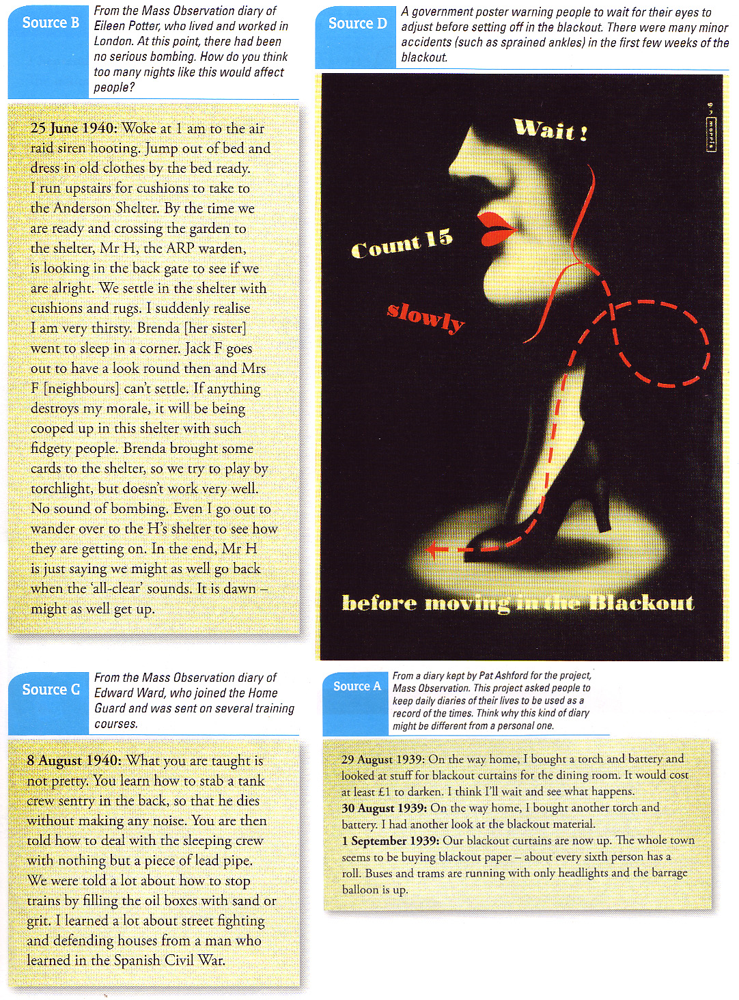 Source B
From the Mass Observation diary of
Eileen Potter, who lived and worked in
London. At this point, there had been
no serious bombing. How do you think
too many nights like this would affect
people?
25 June 1940: Woke at 1 am to the air
raid siren hooting. Jump out of bed and
dress in old clothes by the bed ready.
I run upstairs for cushions to take to
the Anderson Shelter. By the time we
are ready and crossing the garden to
the shelter, Mr H, the ARP warden,
is looking in the back gate to see if we
are alright. We settle in the shelter with
cushions and rugs. I suddenly realise
I am very thirsty. Brenda [her sister]
went to sleep in a corner. Jack F goes
out to have a look round then and Mrs
F [neighbours] can't settle. If anything
destroys my morale, it will be being
cooped up in this shelter with such
fidgety people. Brenda brought some
cards to the shelter, so we try to play by
torchlight, but doesn't work very well.
No sound of bombing. Even I go out to
wander over to the H's shelter to see how
they are getting on. In the end, Mr H
is just saying we might as well go back
when the 'all-clear' sounds. It is dawn –
might as well get up.
Source C
From the Mass Observation diary of
Edward Ward, who joined the Home
Guard and was sent on several training
courses.
8 August 1940: What you are taught is
not pretty. You learn how to stab a tank
crew sentry in the back, so that he dies
without making any noise. You are then
told how to deal with the sleeping crew
with nothing but a piece of lead pipe.
We were told a lot about how to stop
trains by filling the oil boxes with sand or
grit. I learned a lot about street fighting
and defending houses from a man who
learned in the Spanish Civil War.
Source D
A government poster warning people to wait for their eyes to
adjust before setting off in the blackout. There were many minor
accidents (such as sprained ankles) in the first few weeks of the
blackout.
Wait!
g.r. morris
Count 15
slowly
before moving in the Blackout
Source A
From a diary kept by Pat Ashford for the project,
Mass Observation. This project asked people to
keep daily diaries of their lives to be used as a
record of the times. Think why this kind of diary
might be different from a personal one.
29 August 1939: On the way home, I bought a torch and battery and
looked at stuff for blackout curtains for the dining room. It would cost
at least £1 to darken. I think I'll wait and see what happens.
30 August 1939: On the way home, I bought another torch and
battery. I had another look at the blackout material.
1 September 1939: Our blackout curtains are now up. The whole town
seems to be buying blackout paper – about every sixth person has a
roll. Buses and trams are running with only headlights and the barrage
balloon is up.